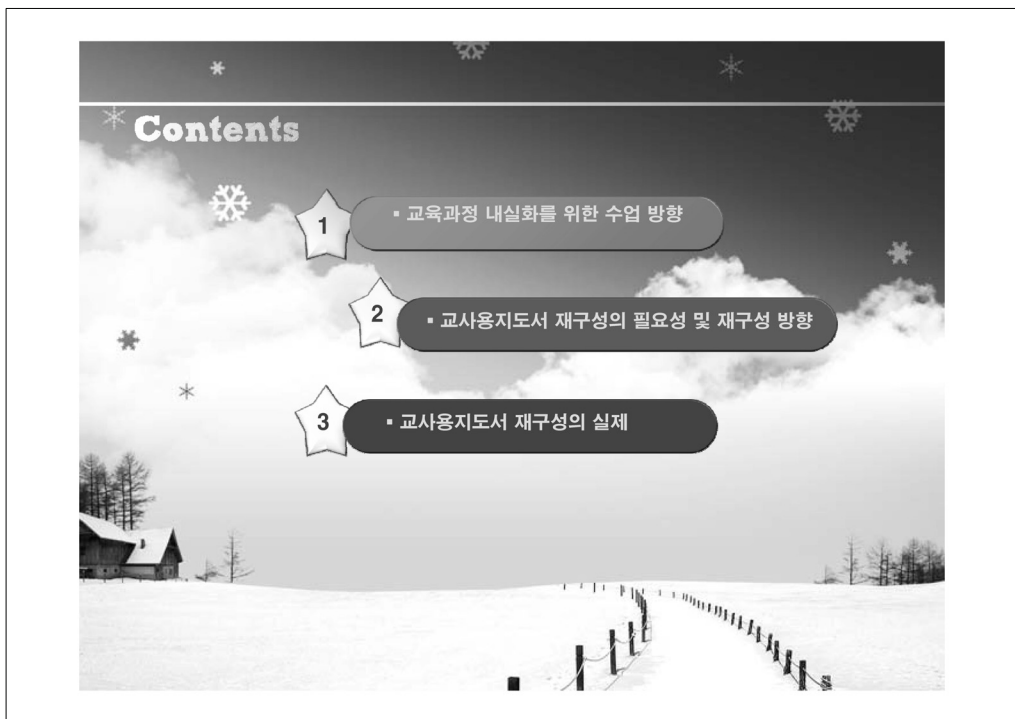 Contents
1
▪ 교육과정 내실화를 위한 수업 방향
2
▪ 교사용지도서 재구성의 필요성 및 재구성 방향
3
▪ 교사용지도서 재구성의 실제